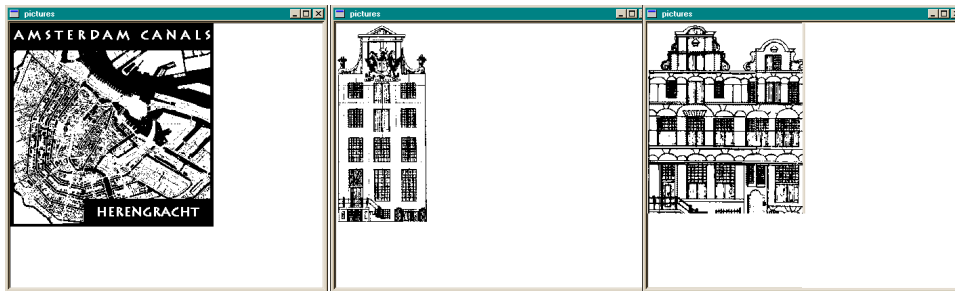 pictures
pictures
pictures
AMSTERDAM CANALS
HERENGRACHT